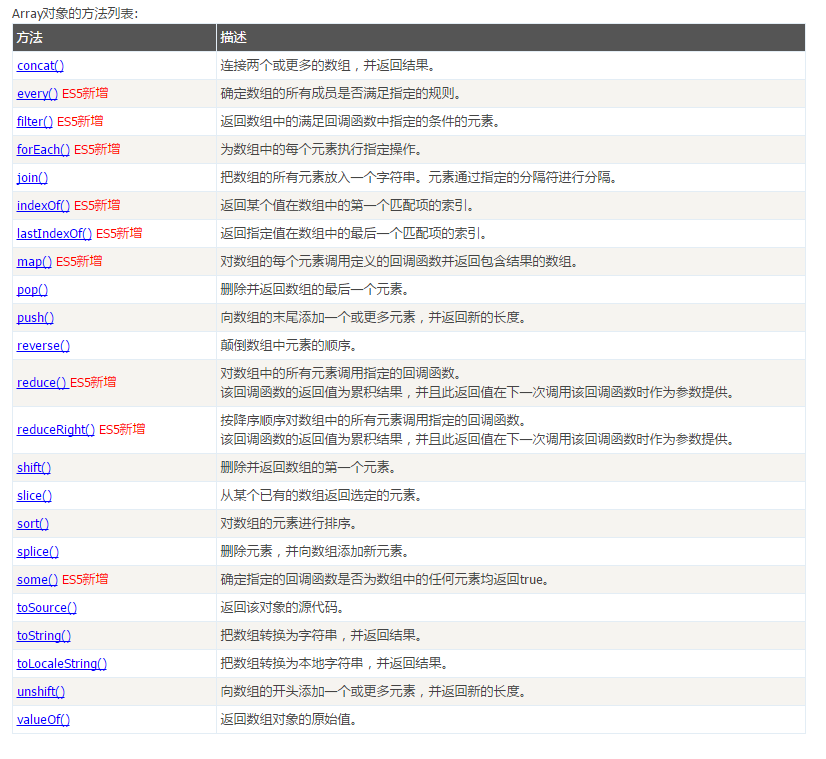 Array对象的方法列表:
方法 描述
concat() 连接两个或更多的数组，并返回结果。
every() ES5新增 确定数组的所有成员是否满足指定的规则。
filter() ES5新增 返回数组中的满足回调函数中指定的条件的元素。
forEach() ES5新增 为数组中的每个元素执行指定操作。
join() 把数组的所有元素放入一个字符串。元素通过指定的分隔符进行分隔。
indexOf() ES5新增 返回某个值在数组中的第一个匹配项的索引。
lastIndexOf() ES5新增 返回指定值在数组中的最后一个匹配项的索引。
map() ES5新增 对数组的每个元素调用定义的回调函数并返回包含结果的数组。
pop() 删除并返回数组的最后一个元素。
push() 向数组的末尾添加一个或更多元素，并返回新的长度。
reverse() 颠倒数组中元素的顺序。
reduce() ES5新增 对数组中的所有元素调用指定的回调函数。
该回调函数的返回值为累积结果，并且此返回值在下一次调用该回调函数时作为参数提供。
reduceRight() ES5新增 按降序顺序对数组中的所有元素调用指定的回调函数。
该回调函数的返回值为累积结果，并且此返回值在下一次调用该回调函数时作为参数提供。
shift() 删除并返回数组的第一个元素。
slice() 从某个已有的数组返回选定的元素。
sort() 对数组的元素进行排序。
splice() 删除元素，并向数组添加新元素。
some() ES5新增 确定指定的回调函数是否为数组中的任何元素均返回true。
toSource() 返回该对象的源代码。
toString() 把数组转换为字符串，并返回结果。
toLocaleString() 把数组转换为本地字符串，并返回结果。
unshift() 向数组的开头添加一个或更多元素，并返回新的长度。
valueOf() 返回数组对象的原始值。